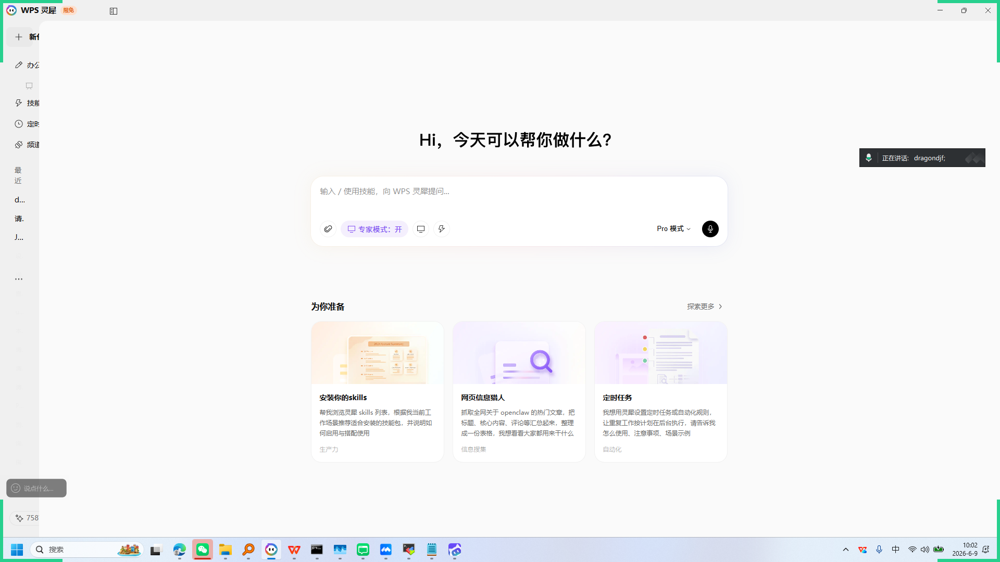 WPS 灵犀 限免
新
办公
技能
定时
频道
最
近
d...
请.
J...
...
说点什么...
758
Hi，今天可以帮你做什么？
正在讲话: dragondjf;
输入 / 使用技能，向 WPS 灵犀提问...
专家模式：开
Pro 模式
为你准备
探索更多
2024 Annual Summary
安装你的skills
帮我浏览灵犀 skills 列表，根据我当前工
作场景推荐适合安装的技能包，并说明如
何启用与搭配使用
生产力
网页信息猎人
抓取全网关于 openclaw 的热门文章，把
标题、核心内容、评论等汇总起来，整理
成一份表格，我想看看大家都用来干什么
信息搜集
定时任务
我想用灵犀设置定时任务或自动化规则，
让重复工作按计划在后台执行，请告诉我
怎么使用、注意事项、场景示例
自动化
搜索
中
10:02
2026-6-9